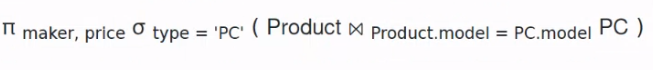 π maker, price σ type = 'PC' ( Product ⋈ Product.model = PC.model PC )